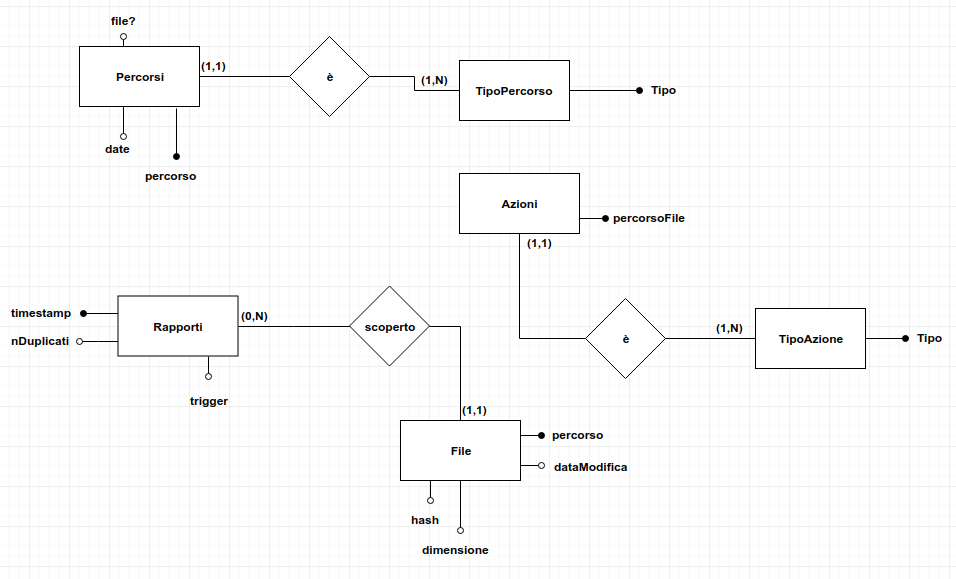 file?
Percorsi
(1,1)
è
(1,N)
TipoPercorso
Tipo
date
percorso
Azioni
percorsoFile
(1,1)
timestamp
nDuplicati
Rapporti
(0,N)
scoperto
trigger
è
(1,N)
TipoAzione
Tipo
(1,1)
File
percorso
dataModifica
hash
dimensione